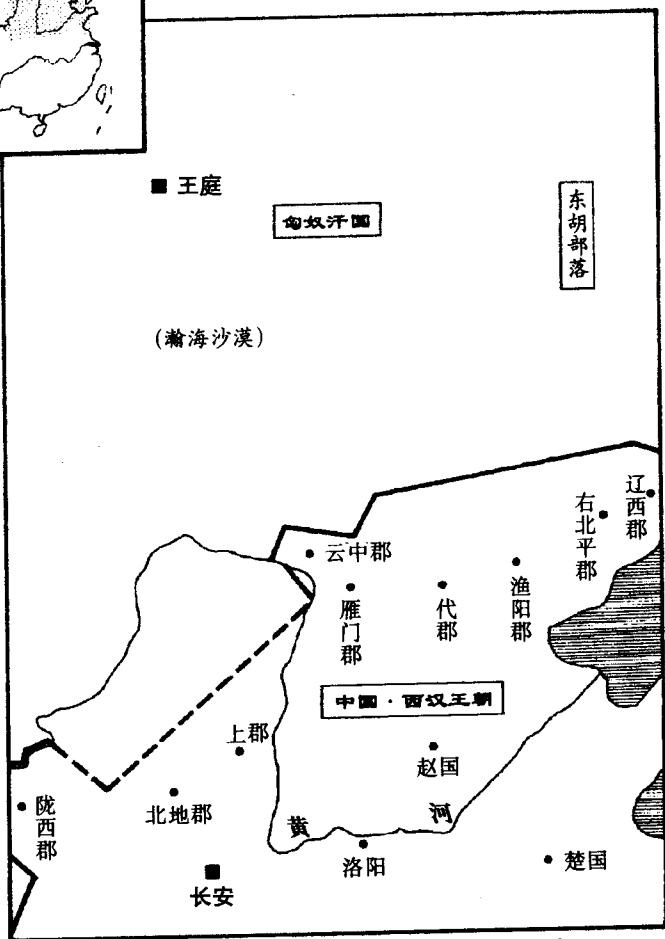 王庭
匈奴汗国
东胡部落
(瀚海沙漠)
辽西郡
右北平郡
云中郡
渔阳郡
雁门郡
代郡
中国·西汉王朝
上郡
赵国
陇西郡
北地郡
黄河
洛阳
楚国
长安